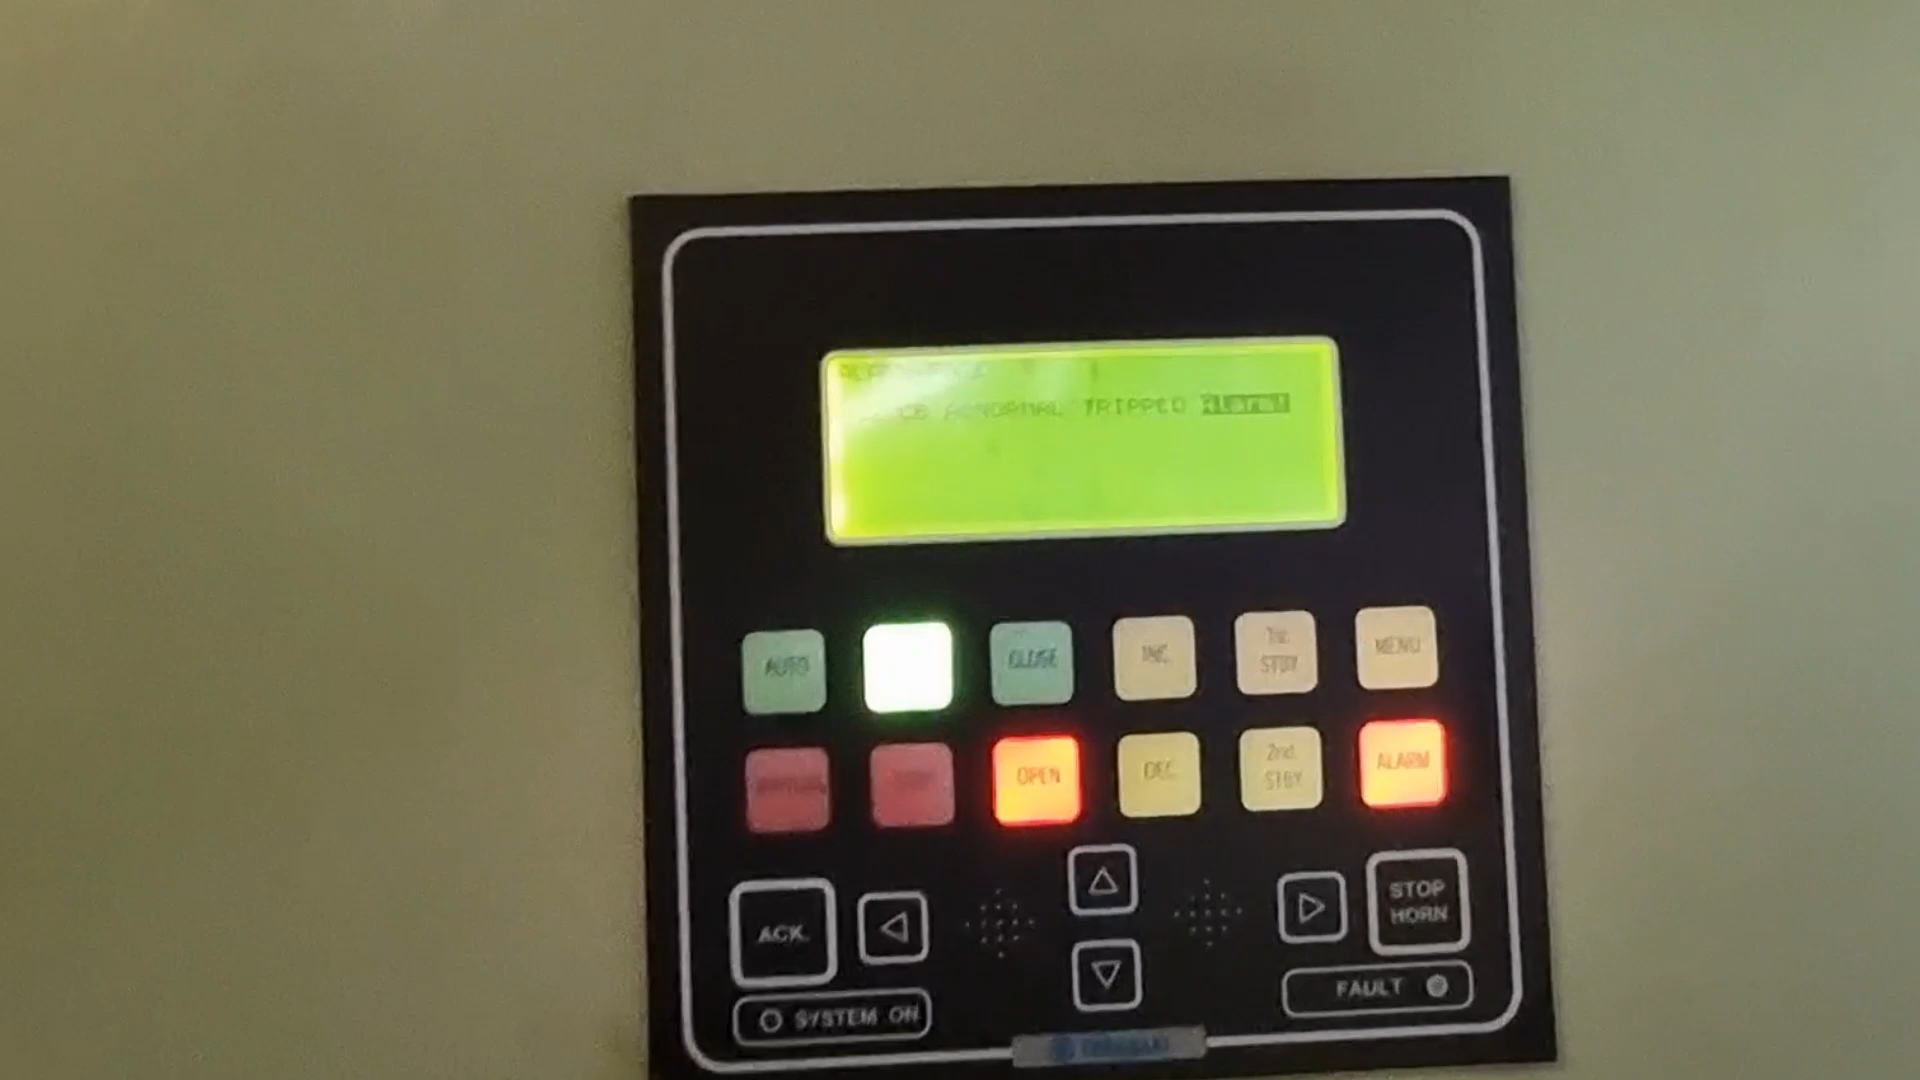 CB ABNORMAL TRIPPED Alarm!
AUTO CLOSE INC. 1st. STBY MENU
OPEN DEC. 2nd. STBY ALARM
ACK. STOP HORN
SYSTEM ON FAULT